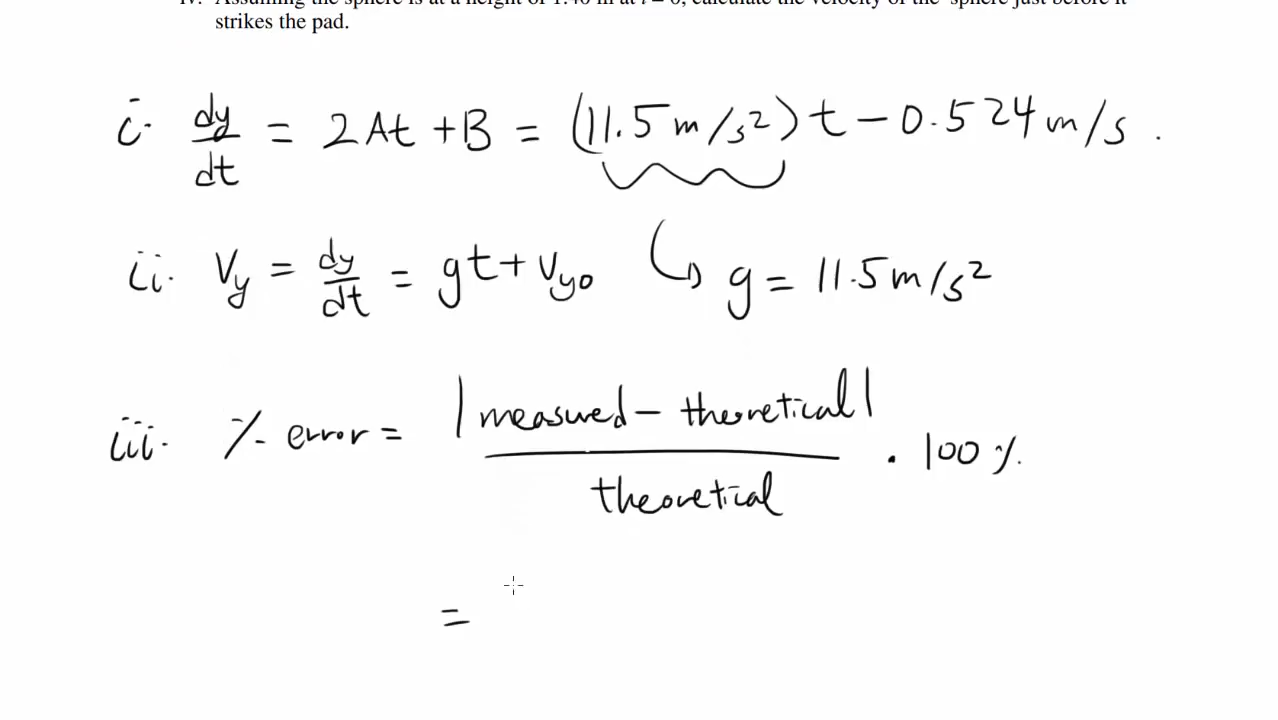 strikes the pad.
i. dy/dt = 2At + B = (11.5 m/s²)t − 0.524 m/s.
ii. Vy = dy/dt = gt + Vy0 ↳ g = 11.5 m/s²
iii. % error = |measured − theoretical| / theoretical · 100 %
=